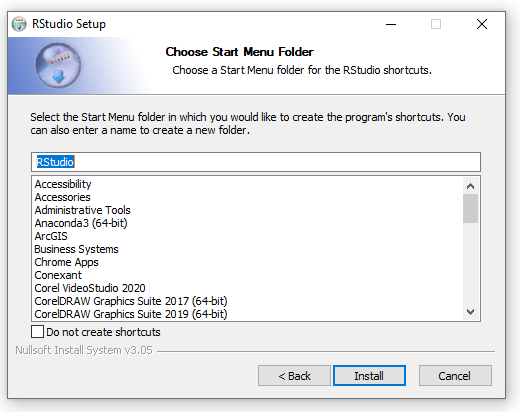 RStudio Setup
Choose Start Menu Folder
Choose a Start Menu folder for the RStudio shortcuts.
Select the Start Menu folder in which you would like to create the program's shortcuts. You
can also enter a name to create a new folder.
RStudio
Accessibility
Accessories
Administrative Tools
Anaconda3 (64-bit)
ArcGIS
Business Systems
Chrome Apps
Conexant
Corel VideoStudio 2020
CorelDRAW Graphics Suite 2017 (64-bit)
CorelDRAW Graphics Suite 2019 (64-bit)
Do not create shortcuts
Nullsoft Install System v3.05
< Back
Install
Cancel